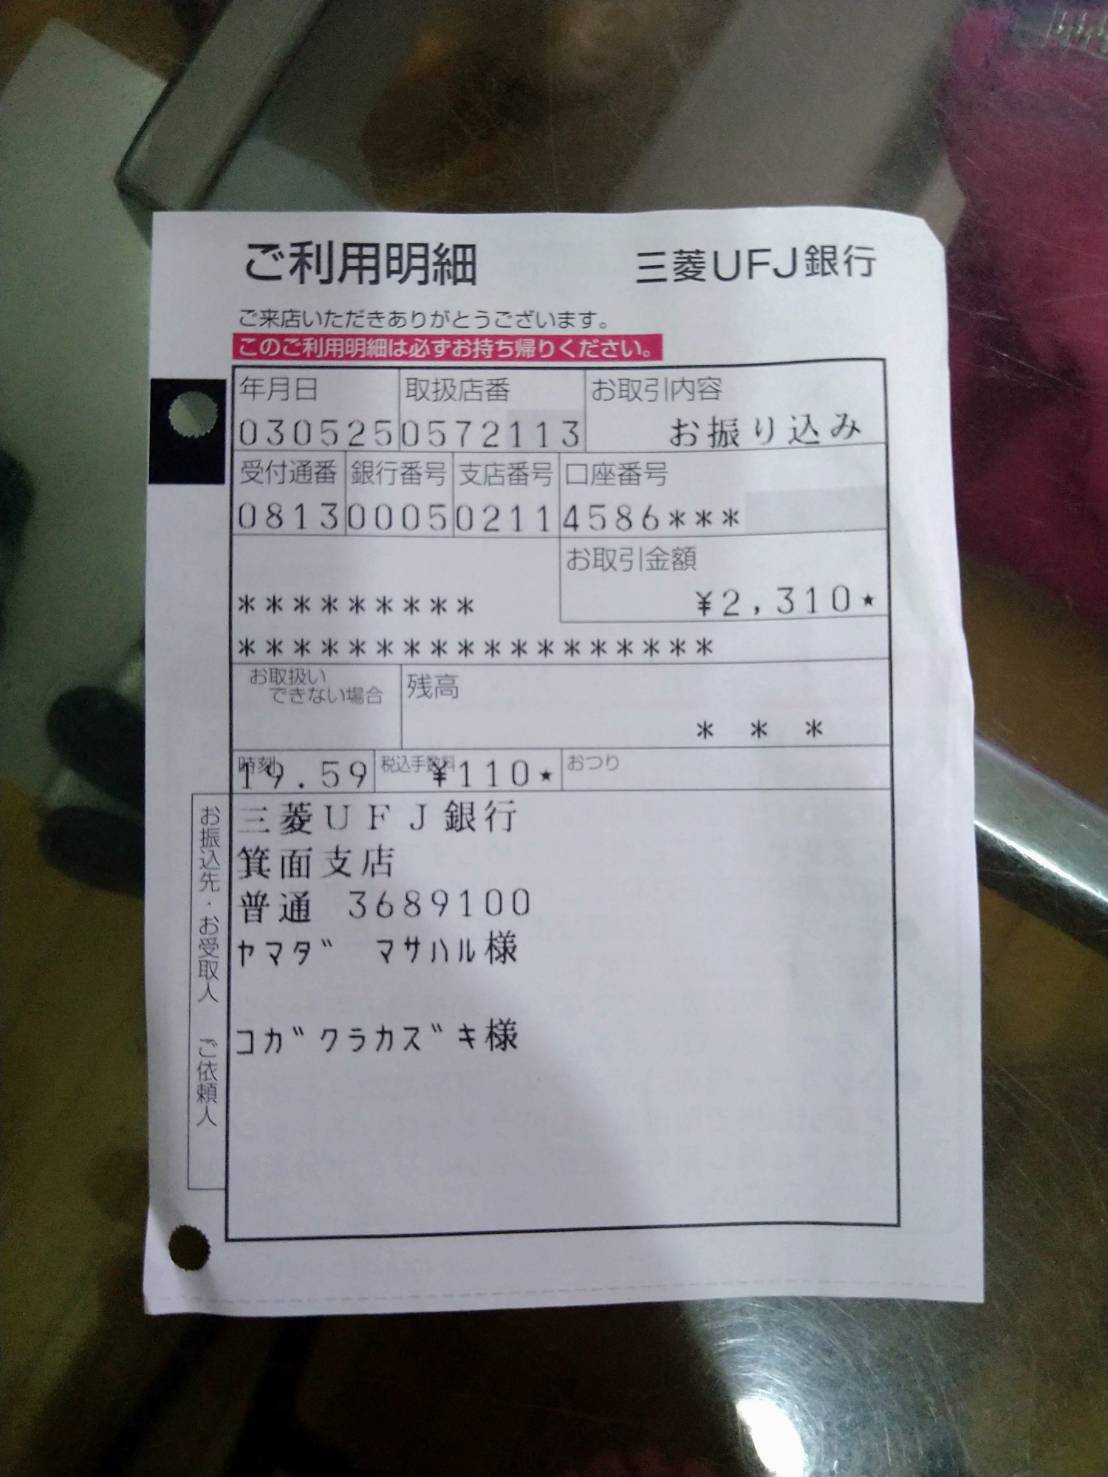 ご利用明細 三菱UFJ銀行
ご来店いただきありがとうございます。
このご利用明細は必ずお持ち帰りください。
年月日 取扱店番 お取引内容
030525 0572113 お振り込み
受付通番 銀行番号 支店番号 口座番号
0813 0005 0211 4586***
お取引金額
********* ¥2,310★
******************
お取扱いできない場合 残高
* * *
時刻 税込手数料 おつり
19.59 ¥110★
お振込先・お受取人 ご依頼人
三菱UFJ銀行
箕面支店
普通 3689100
ヤマダ マサハル様
コガクラカズキ様